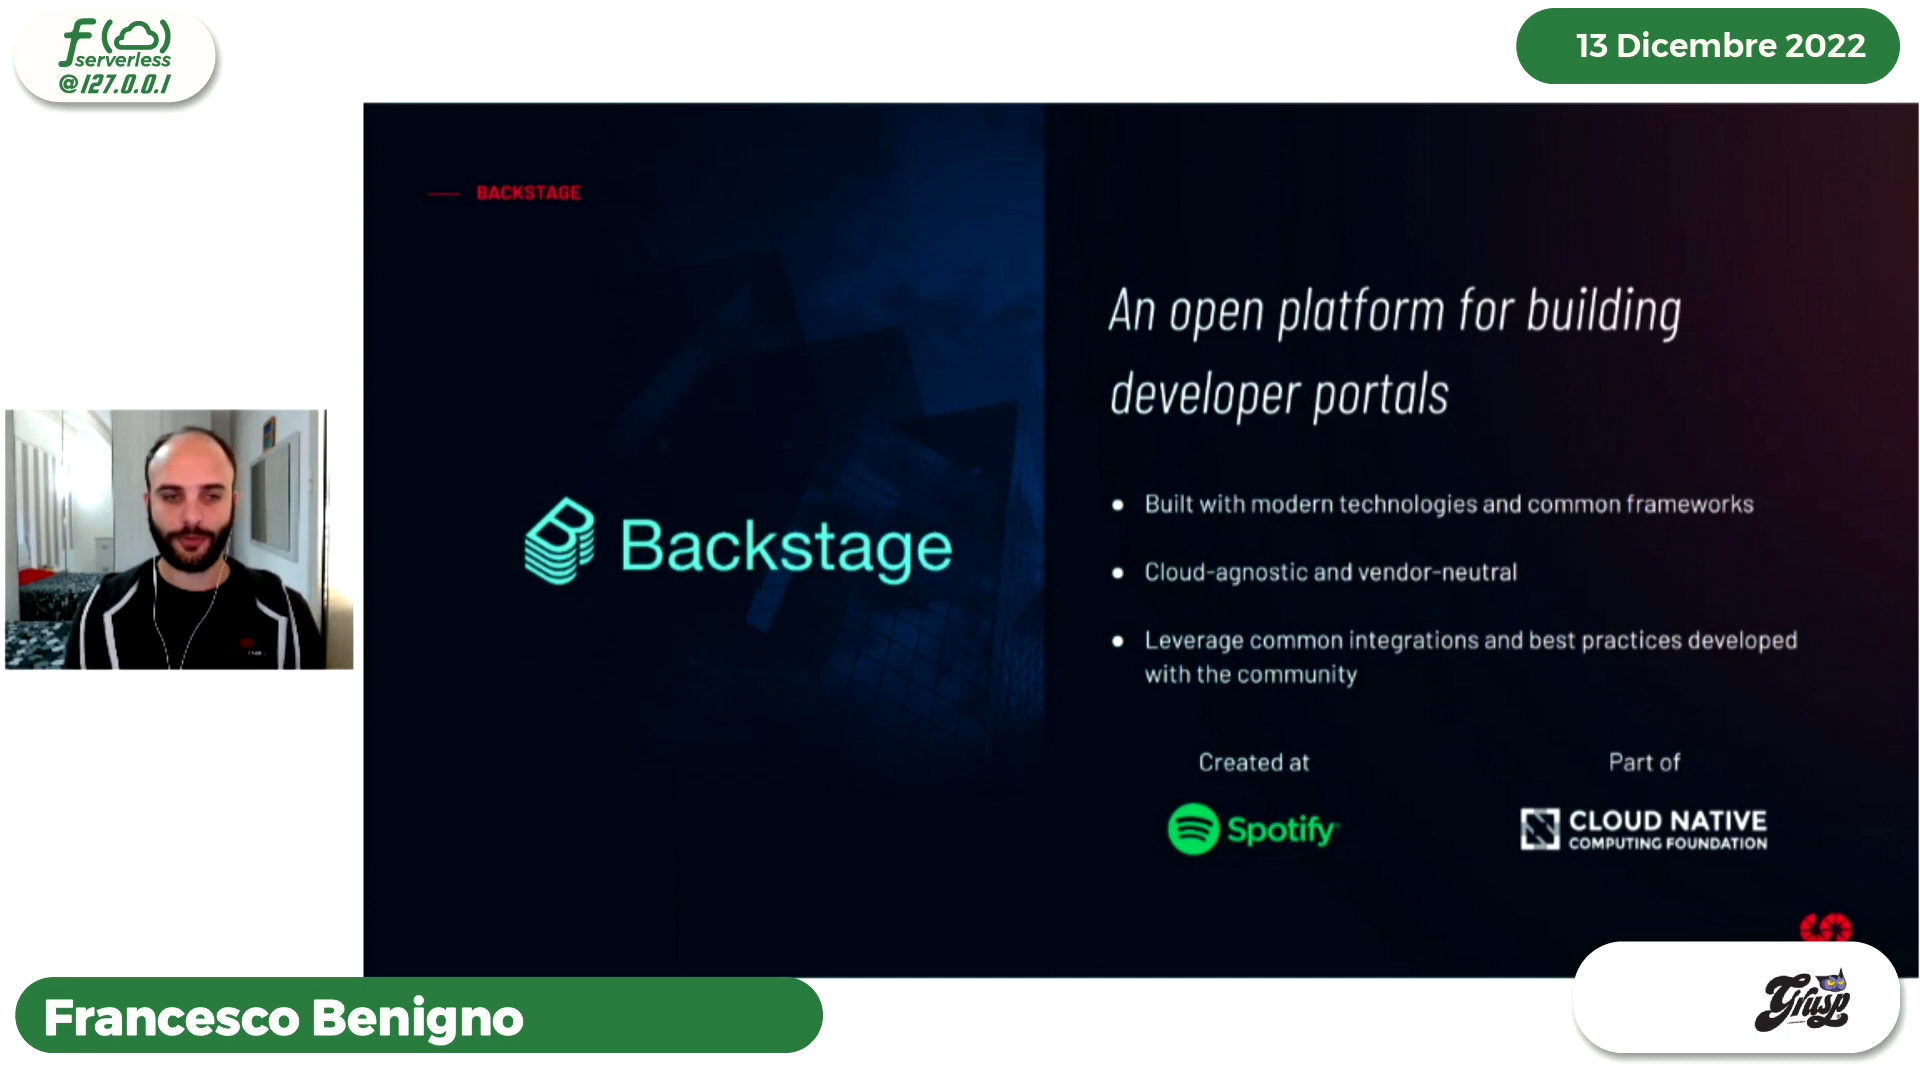 f()
serverless
@127.0.0.1
13 Dicembre 2022
BACKSTAGE
An open platform for building
developer portals
Backstage
• Built with modern technologies and common frameworks
• Cloud-agnostic and vendor-neutral
• Leverage common integrations and best practices developed
with the community
Created at
Part of
Spotify
CLOUD NATIVE
COMPUTING FOUNDATION
Francesco Benigno
Grusp